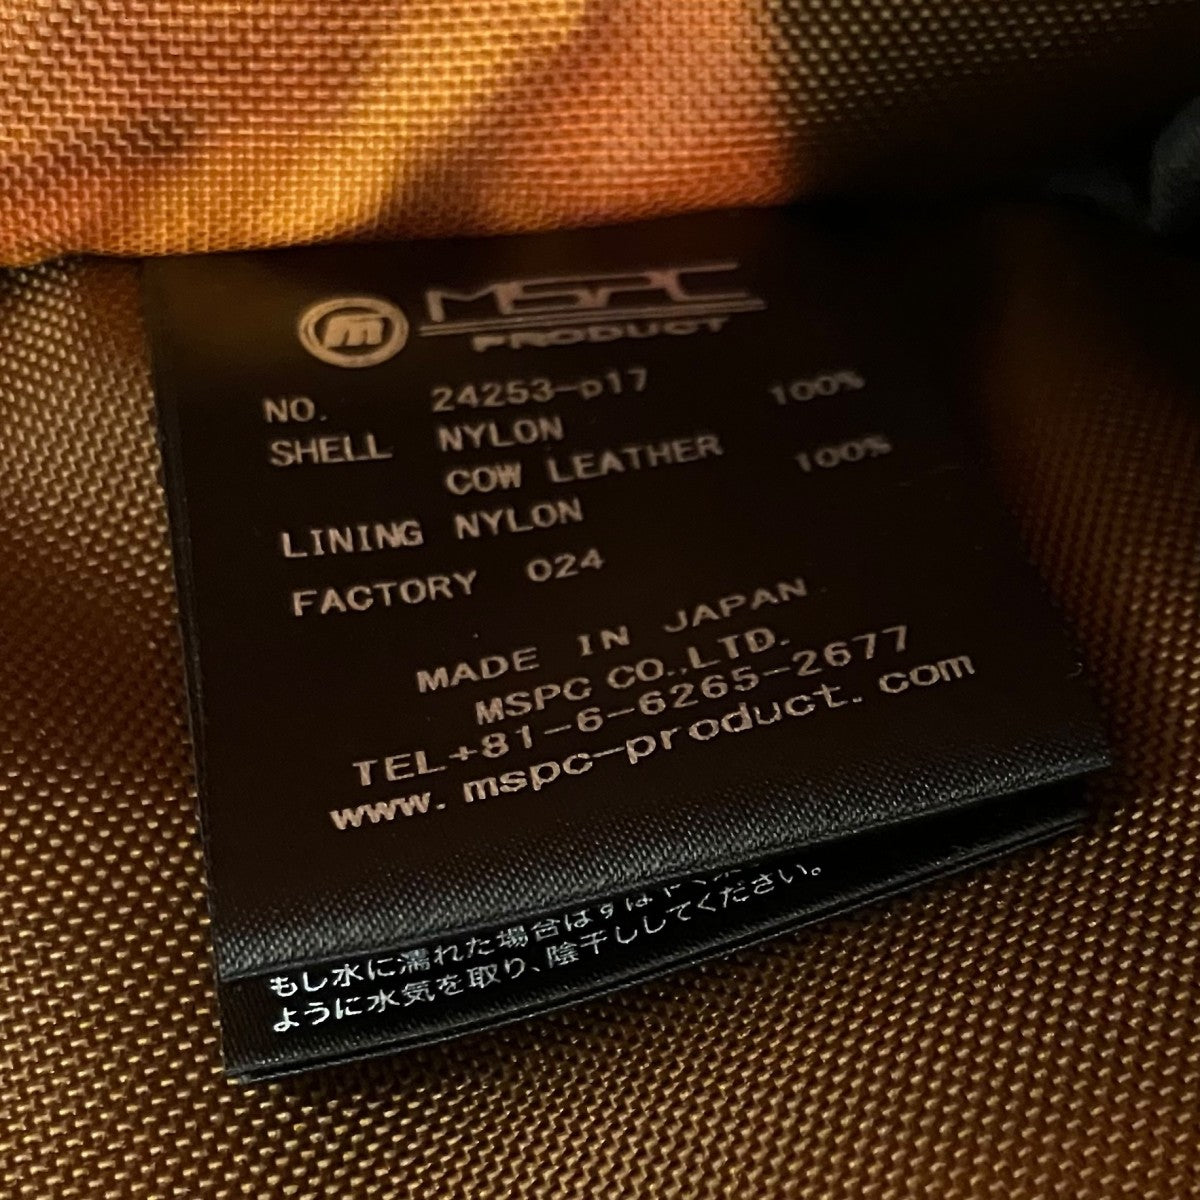 m MSPC
PRODUCT
NO. 24253-p17
SHELL NYLON 100%
COW LEATHER
LINING NYLON 100%
FACTORY 024
MADE IN JAPAN
MSPC CO.,LTD.
TEL+81-6-6265-2677
www.mspc-product.com
もし水に濡れた場合はすぐ
ように水気を取り、陰干ししてください。